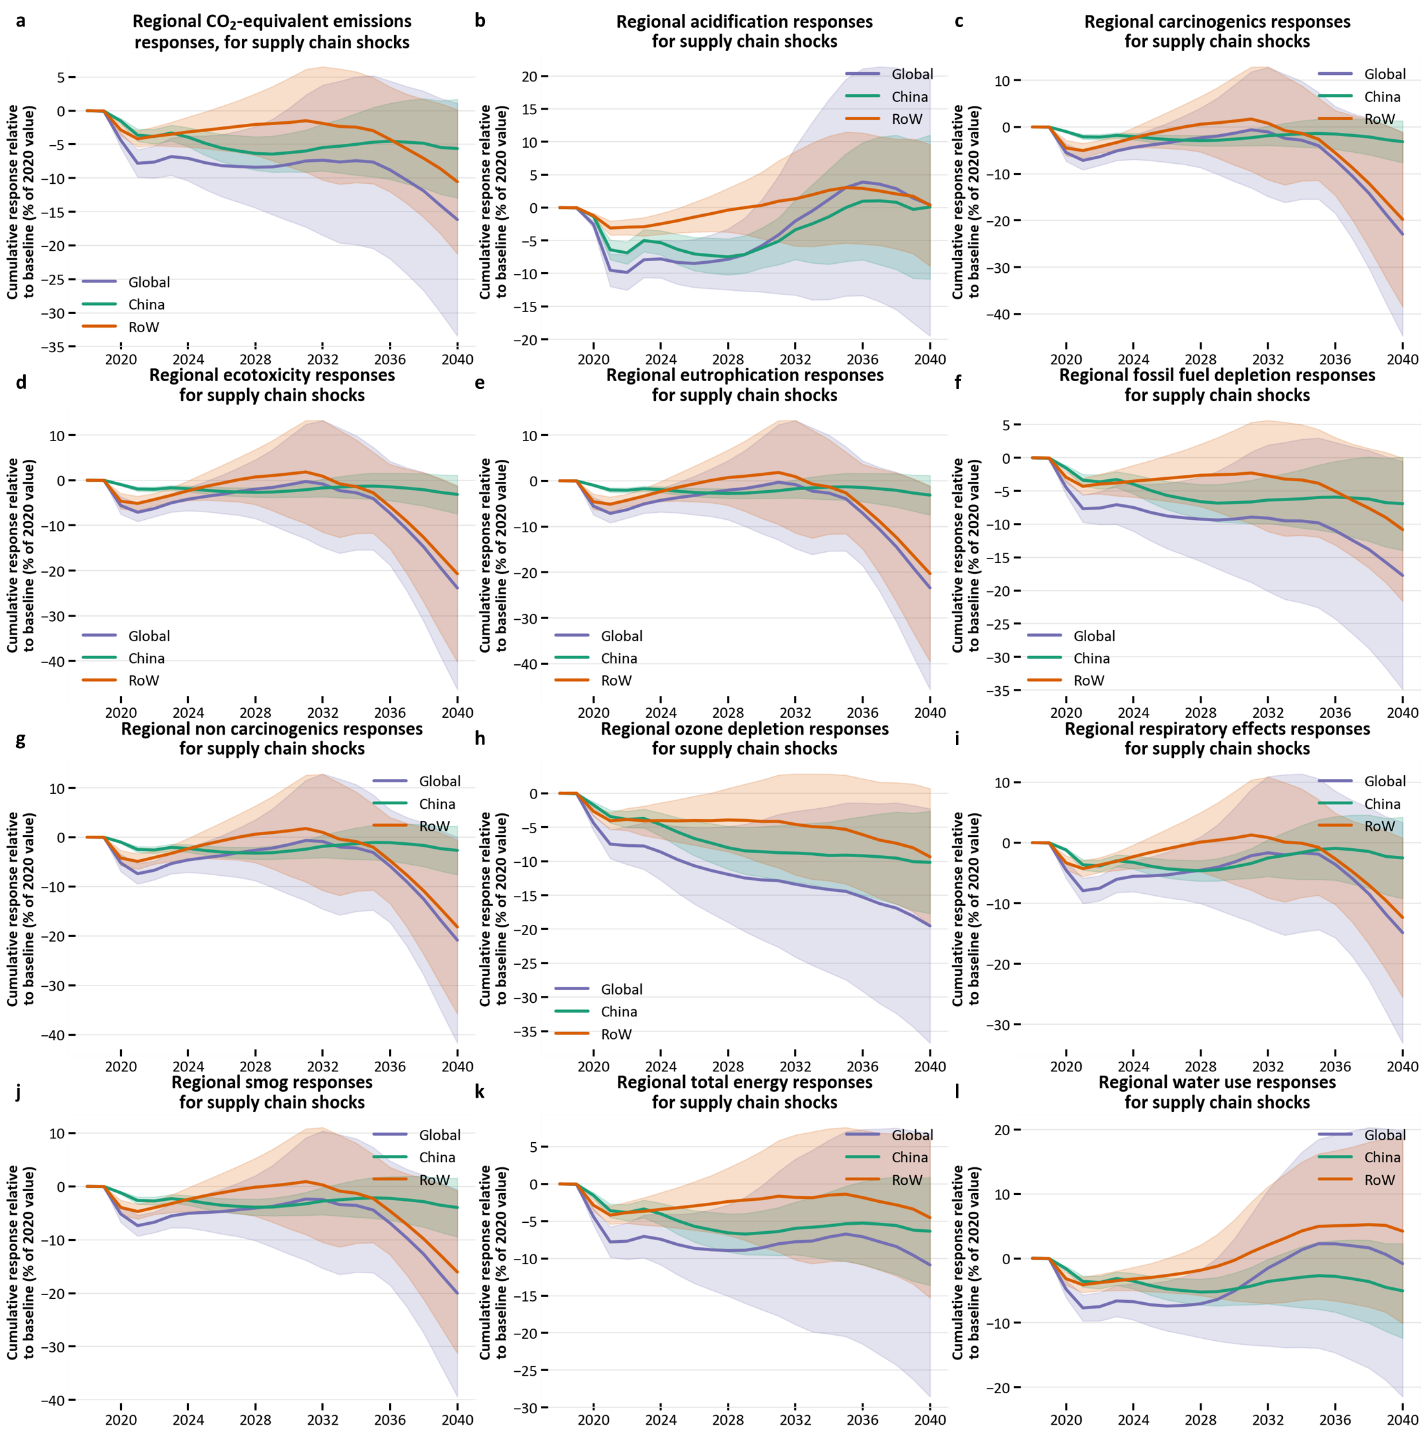 a
Regional CO₂-equivalent emissions
responses, for supply chain shocks
Cumulative response relative
to baseline (% of 2020 value)
5
0
−5
−10
−15
−20
−25
−30
−35
Global
China
RoW
2020 2024 2028 2032 2036 2040
b
Regional acidification responses
for supply chain shocks
Cumulative response relative
to baseline (% of 2020 value)
20
15
10
5
0
−5
−10
−15
−20
Global
China
RoW
2020 2024 2028 2032 2036 2040
c
Regional carcinogenics responses
for supply chain shocks
Cumulative response relative
to baseline (% of 2020 value)
10
0
−10
−20
−30
−40
Global
China
RoW
2020 2024 2028 2032 2036 2040
d
Regional ecotoxicity responses
for supply chain shocks
Cumulative response relative
to baseline (% of 2020 value)
10
0
−10
−20
−30
−40
Global
China
RoW
2020 2024 2028 2032 2036 2040
e
Regional eutrophication responses
for supply chain shocks
Cumulative response relative
to baseline (% of 2020 value)
10
0
−10
−20
−30
−40
Global
China
RoW
2020 2024 2028 2032 2036 2040
f
Regional fossil fuel depletion responses
for supply chain shocks
Cumulative response relative
to baseline (% of 2020 value)
5
0
−5
−10
−15
−20
−25
−30
−35
Global
China
RoW
2020 2024 2028 2032 2036 2040
g
Regional non carcinogenics responses
for supply chain shocks
Cumulative response relative
to baseline (% of 2020 value)
10
0
−10
−20
−30
−40
Global
China
RoW
2020 2024 2028 2032 2036 2040
h
Regional ozone depletion responses
for supply chain shocks
Cumulative response relative
to baseline (% of 2020 value)
0
−5
−10
−15
−20
−25
−30
−35
Global
China
RoW
2020 2024 2028 2032 2036 2040
i
Regional respiratory effects responses
for supply chain shocks
Cumulative response relative
to baseline (% of 2020 value)
10
0
−10
−20
−30
Global
China
RoW
2020 2024 2028 2032 2036 2040
j
Regional smog responses
for supply chain shocks
Cumulative response relative
to baseline (% of 2020 value)
10
0
−10
−20
−30
−40
Global
China
RoW
2020 2024 2028 2032 2036 2040
k
Regional total energy responses
for supply chain shocks
Cumulative response relative
to baseline (% of 2020 value)
5
0
−5
−10
−15
−20
−25
−30
Global
China
RoW
2020 2024 2028 2032 2036 2040
l
Regional water use responses
for supply chain shocks
Cumulative response relative
to baseline (% of 2020 value)
20
10
0
−10
−20
Global
China
RoW
2020 2024 2028 2032 2036 2040